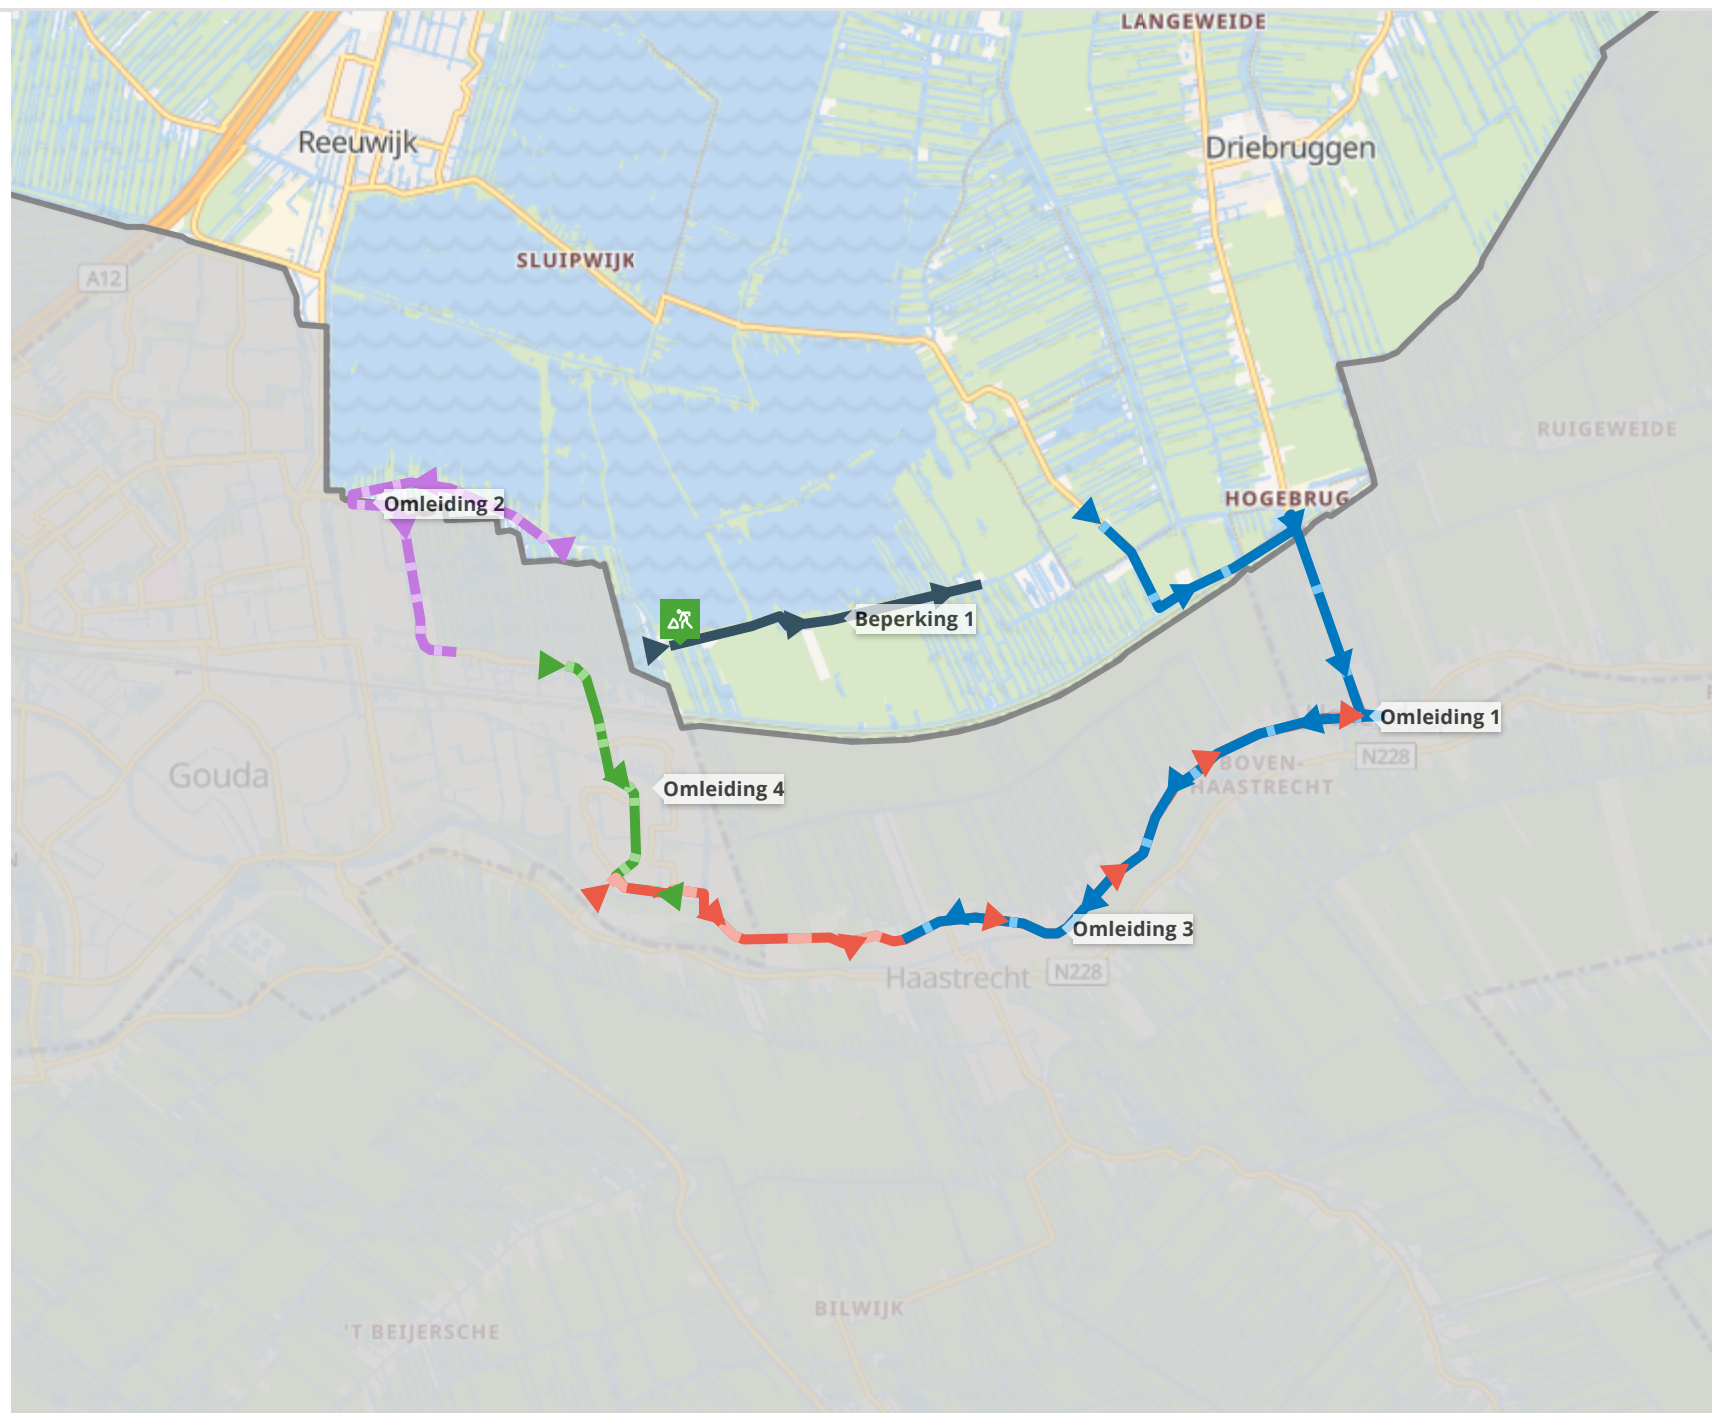 LANGEWEIDE
Reeuwijk
Driebruggen
SLUIPWIJK
A12
RUIGEWEIDE
HOGEBRUG
Omleiding 2
Beperking 1
Omleiding 1
N228
BOVEN-
HAASTRECHT
Gouda
Omleiding 4
Omleiding 3
Haastrecht
N228
BILWIJK
'T BEIJERSCHE